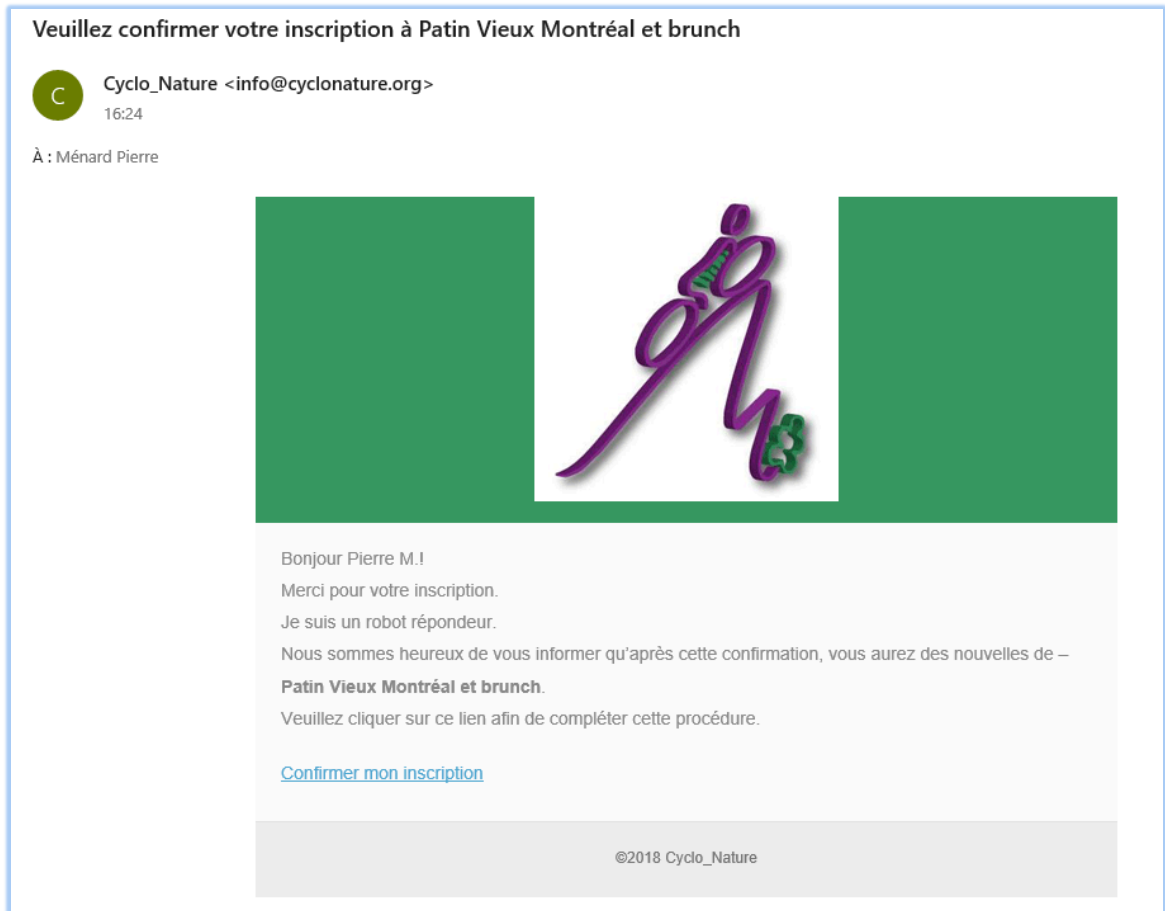 Veuillez confirmer votre inscription à Patin Vieux Montréal et brunch
C
Cyclo_Nature <info@cyclonature.org>
16:24
À : Ménard Pierre
Bonjour Pierre M.!
Merci pour votre inscription.
Je suis un robot répondeur.
Nous sommes heureux de vous informer qu'après cette confirmation, vous aurez des nouvelles de –
Patin Vieux Montréal et brunch.
Veuillez cliquer sur ce lien afin de compléter cette procédure.
Confirmer mon inscription
©2018 Cyclo_Nature